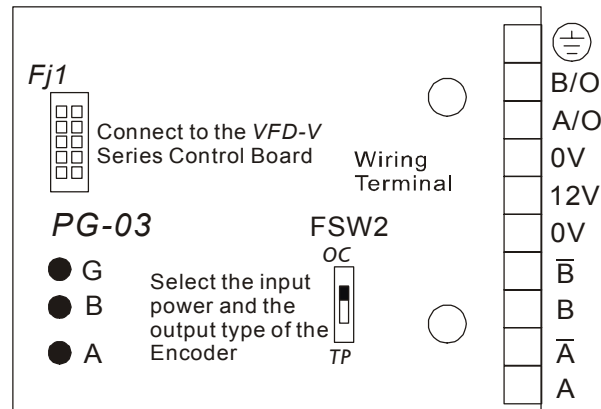 Fj1
Connect to the VFD-V
Series Control Board
Wiring
Terminal
PG-03
FSW2
OC
TP
G
B
A
Select the input
power and the
output type of the
Encoder
B/O
A/O
0V
12V
0V
B̅
B
A̅
A